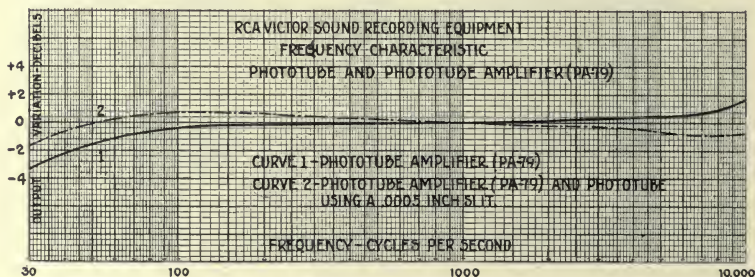 RCA VICTOR SOUND RECORDING EQUIPMENT
FREQUENCY CHARACTERISTIC
PHOTOTUBE AND PHOTOTUBE AMPLIFIER (PA-79)
OUTPUT VARIATION-DECIBELS
+4
+2
0
-2
-4
2
1
CURVE 1-PHOTOTUBE AMPLIFIER (PA-79)
CURVE 2-PHOTOTUBE AMPLIFIER (PA-79) AND PHOTOTUBE
USING A .0005 INCH SLIT.
FREQUENCY-CYCLES PER SECOND
30 100 1000 10.000